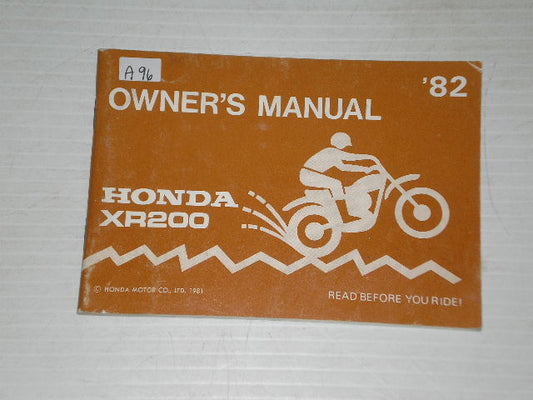 A96
'82
OWNER'S MANUAL
HONDA
XR200
© HONDA MOTOR CO., LTD. 1981
READ BEFORE YOU RIDE!